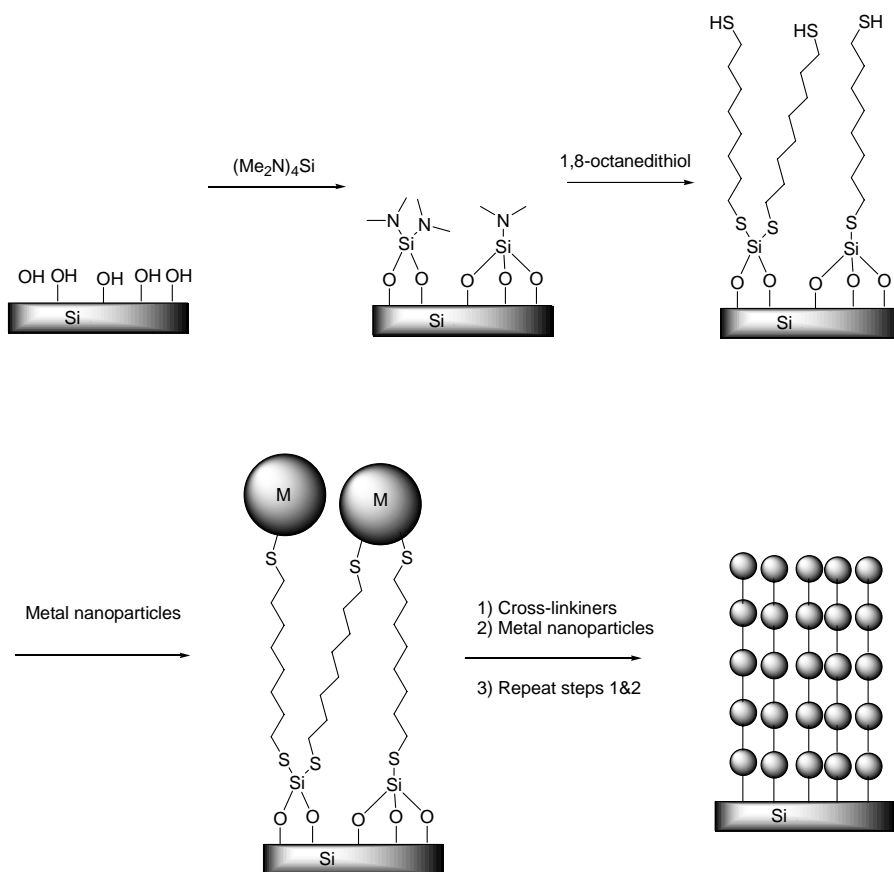 HS
HS
SH
(Me2N)4Si
1,8-octanedithiol
N N
N
S S
S
Si
Si
Si
Si
OH OH OH OH OH
O O O O O
O O O O O
Si
Si
Si
M
M
S S S
Metal nanoparticles
1) Cross-linkiners
2) Metal nanoparticles
3) Repeat steps 1&2
S S
S
Si
Si
O O O O O
Si
Si